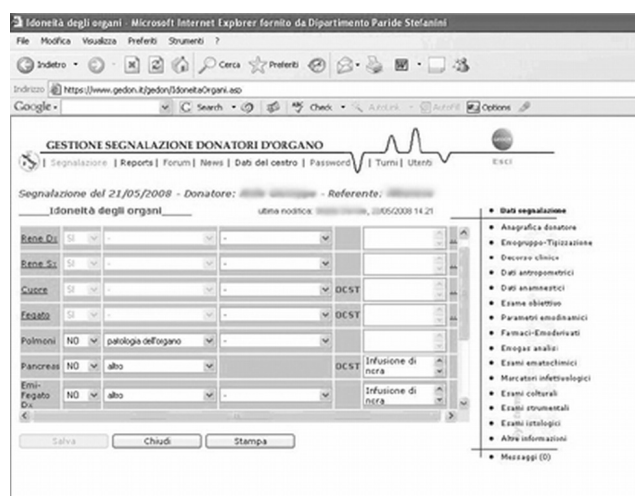 Idoneità degli organi - Microsoft Internet Explorer fornito da Dipartimento Paride Stefanini
File Modifica Visualizza Preferiti Strumenti ?
Indietro Cerca Preferiti
Indirizzo https://www.gedon.it/gedon/IdoneitaOrgani.asp
Google Search Check AutoLink AutoFill Options
GESTIONE SEGNALAZIONE DONATORI D'ORGANO
| Segnalazione | Reports | Forum | News | Dati del centro | Password | Turni | Utenti
ESCI
Segnalazione del 21/05/2008 - Donatore: - Referente:
Idoneità degli organi
ultima modifica: 21:14
Rene Dx SI - -
Rene Sx SI - -
Cuore SI - - OCST
Fegato SI - - OCST
Polmoni NO patologia dell'organo -
Pancreas NO altro OCST Infusione di
Emi-Fegato Dx NO altro - Infusione di
Salva Chiudi Stampa
Dati segnalazione
Anagrafica donatore
Emogruppo-Tipizzazione
Decorso clinico
Dati antropometrici
Dati anamnestici
Esame obiettivo
Parametri emodinamici
Farmaci-Emoderivati
Emogas analisi
Esami ematochimici
Marcatori infettivologici
Esami colturali
Esami strumentali
Esami istologici
Altre informazioni
Messaggi (0)